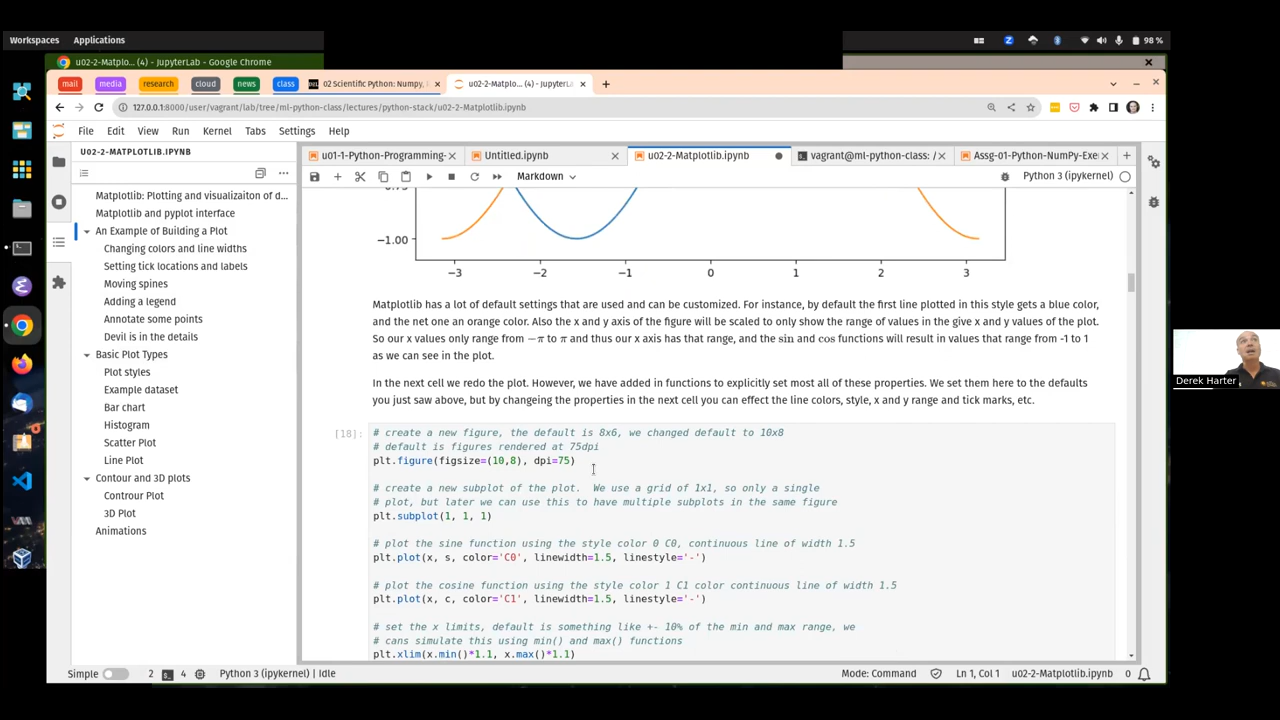 Workspaces Applications
98 %
u02-2-Matplo... (4) - JupyterLab - Google Chrome
mail media research cloud news class 02 Scientific Python: Numpy, u02-2-Matplo... (4) - JupyterLa
127.0.0.1:8000/user/vagrant/lab/tree/ml-python-class/lectures/python-stack/u02-2-Matplotlib.ipynb
File Edit View Run Kernel Tabs Settings Help
U02-2-MATPLOTLIB.IPYNB
u01-1-Python-Programming- Untitled.ipynb u02-2-Matplotlib.ipynb vagrant@ml-python-class: / Assg-01-Python-NumPy-Exe
Markdown Python 3 (ipykernel)
Matplotlib: Plotting and visualizaiton of d...
Matplotlib and pyplot interface
An Example of Building a Plot
Changing colors and line widths
Setting tick locations and labels
Moving spines
Adding a legend
Annotate some points
Devil in the details
Basic Plot Types
Plot styles
Example dataset
Bar chart
Histogram
Scatter Plot
Line Plot
Contour and 3D plots
Contour Plot
3D Plot
Animations
−0.75
−1.00
−3 −2 −1 0 1 2 3
Matplotlib has a lot of default settings that are used and can be customized. For instance, by default the first line plotted in this style gets a blue color,
and the net one an orange color. Also the x and y axis of the figure will be scaled to only show the range of values in the give x and y values of the plot.
So our x values only range from −π to π and thus our x axis has that range, and the sin and cos functions will result in values that range from -1 to 1
as we can see in the plot.
In the next cell we redo the plot. However, we have added in functions to explicitly set most all of these properties. We set them here to the defaults
you just saw above, but by changeing the properties in the next cell you can effect the line colors, style, x and y range and tick marks, etc.
[18]:
# create a new figure, the default is 8x6, we changed default to 10x8
# default is figures rendered at 75dpi
plt.figure(figsize=(10,8), dpi=75)
# create a new subplot of the plot. We use a grid of 1x1, so only a single
# plot, but later we can use this to have multiple subplots in the same figure
plt.subplot(1, 1, 1)
# plot the sine function using the style color 0 C0, continuous line of width 1.5
plt.plot(x, s, color='C0', linewidth=1.5, linestyle='-')
# plot the cosine function using the style color 1 C1 color continuous line of width 1.5
plt.plot(x, c, color='C1', linewidth=1.5, linestyle='-')
# set the x limits, default is something like +- 10% of the min and max range, we
# cans simulate this using min() and max() functions
plt.xlim(x.min()*1.1, x.max()*1.1)
Derek Harter
Simple 2 4 Python 3 (ipykernel) | Idle Mode: Command Ln 1, Col 1 u02-2-Matplotlib.ipynb 0